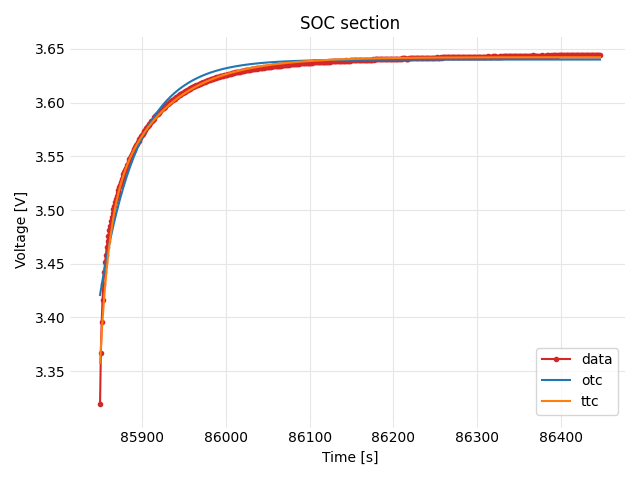 SOC section
3.65
3.60
3.55
3.50
3.45
3.40
3.35
Voltage [V]
data
otc
ttc
85900 86000 86100 86200 86300 86400
Time [s]